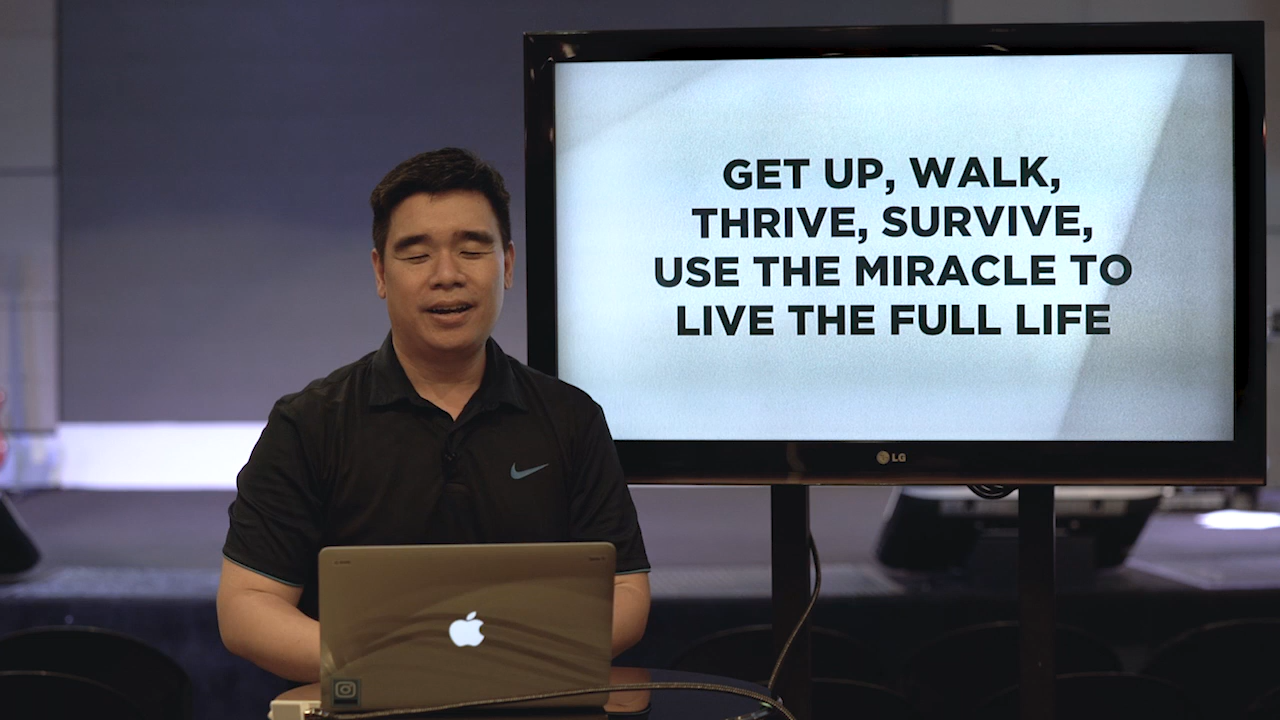 GET UP, WALK,
THRIVE, SURVIVE,
USE THE MIRACLE TO
LIVE THE FULL LIFE
LG